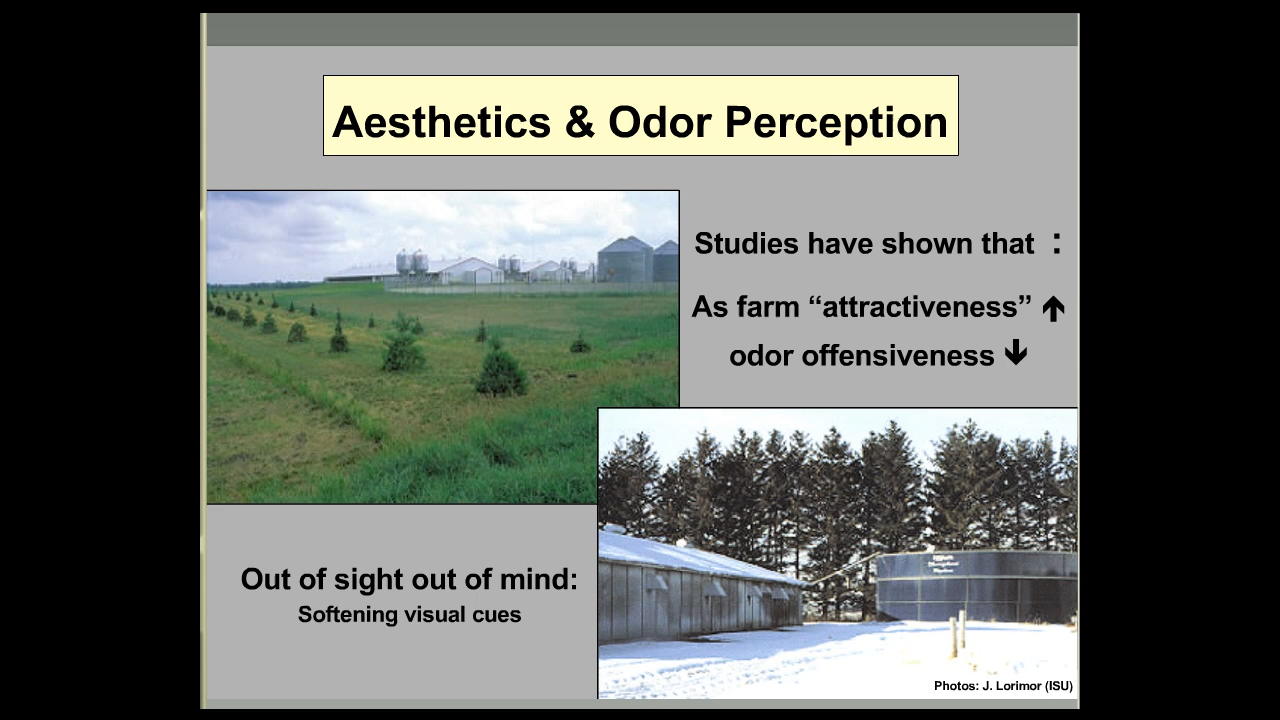 Aesthetics & Odor Perception
Studies have shown that :
As farm “attractiveness” 🡹
odor offensiveness 🡻
Out of sight out of mind:
Softening visual cues
Photos: J. Lorimor (ISU)